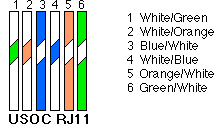 1 2 3 4 5 6
USOC RJ11
1 White/Green
2 White/Orange
3 Blue/White
4 White/Blue
5 Orange/White
6 Green/White